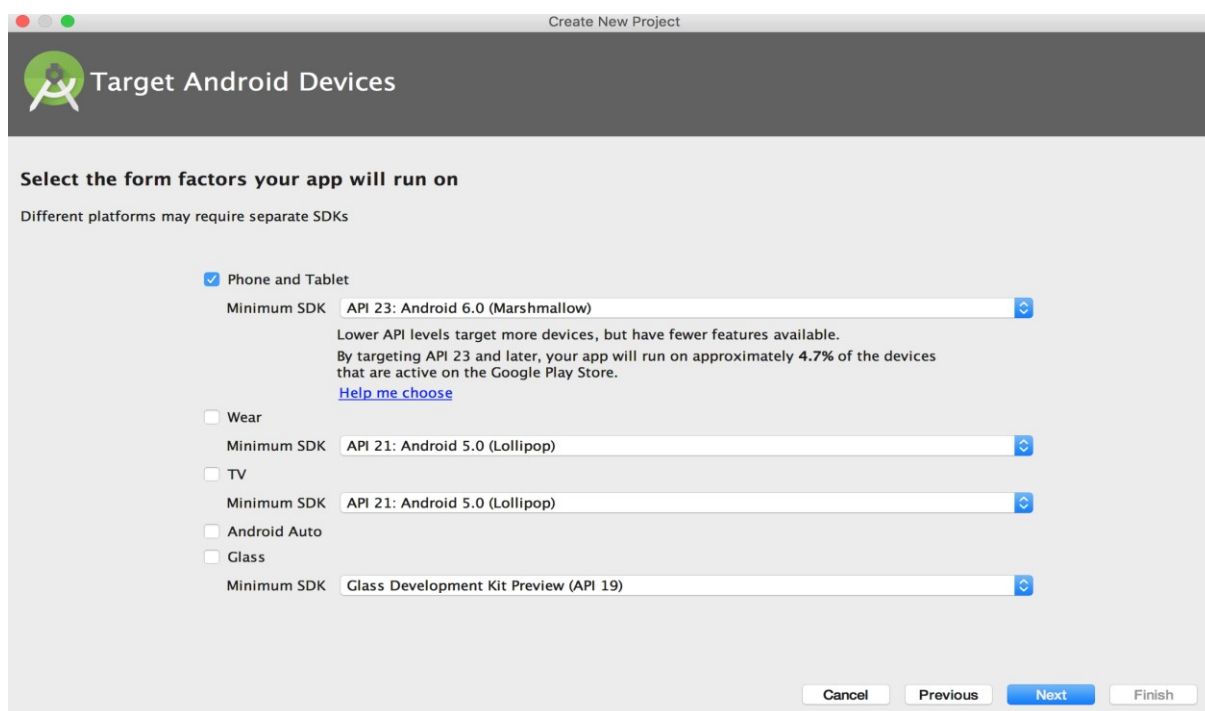 Create New Project
Target Android Devices
Select the form factors your app will run on
Different platforms may require separate SDKs
Phone and Tablet
Minimum SDK API 23: Android 6.0 (Marshmallow)
Lower API levels target more devices, but have fewer features available.
By targeting API 23 and later, your app will run on approximately 4.7% of the devices
that are active on the Google Play Store.
Help me choose
Wear
Minimum SDK API 21: Android 5.0 (Lollipop)
TV
Minimum SDK API 21: Android 5.0 (Lollipop)
Android Auto
Glass
Minimum SDK Glass Development Kit Preview (API 19)
Cancel Previous Next Finish